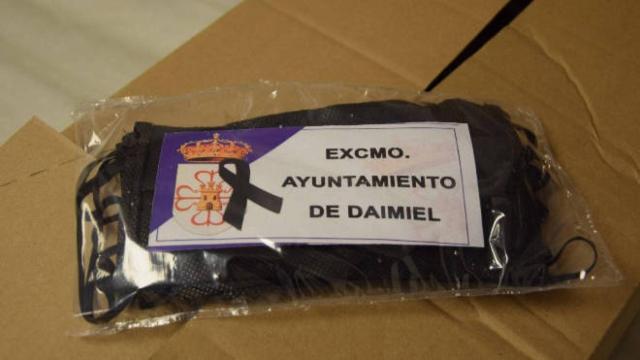 EXCMO.
AYUNTAMIENTO
DE DAIMIEL